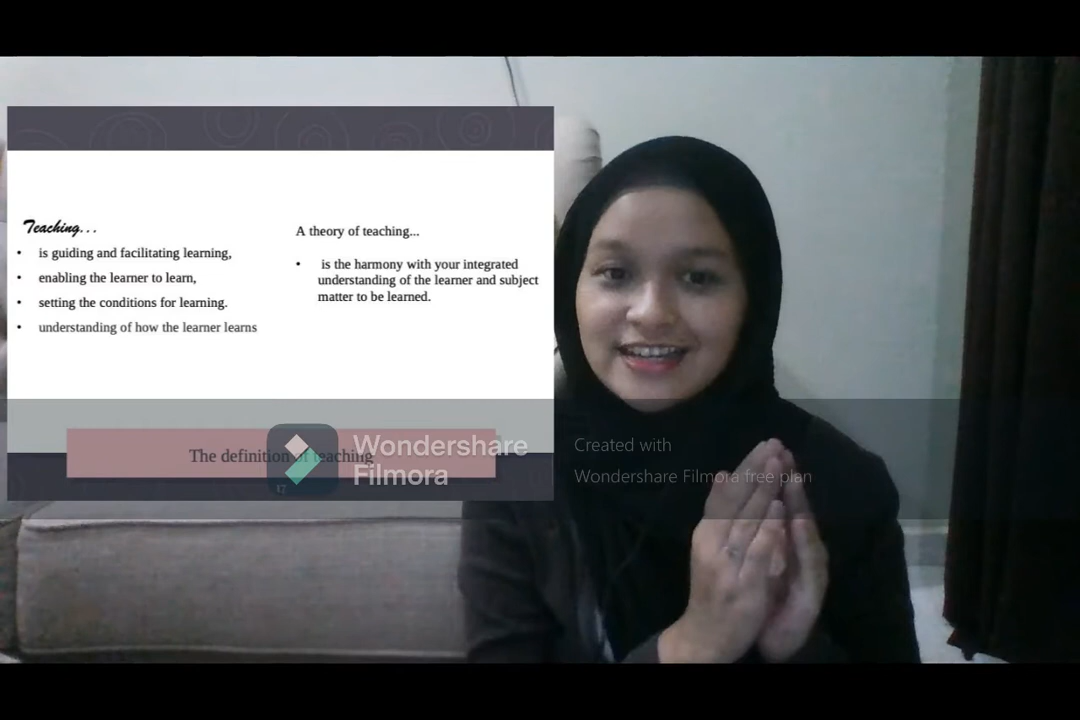 Teaching...
is guiding and facilitating learning,
enabling the learner to learn,
setting the conditions for learning.
understanding of how the learner learns
A theory of teaching...
is the harmony with your integrated
understanding of the learner and subject
matter to be learned.
The definition of teaching
17
Wondershare
Filmora
Created with
Wondershare Filmora free plan